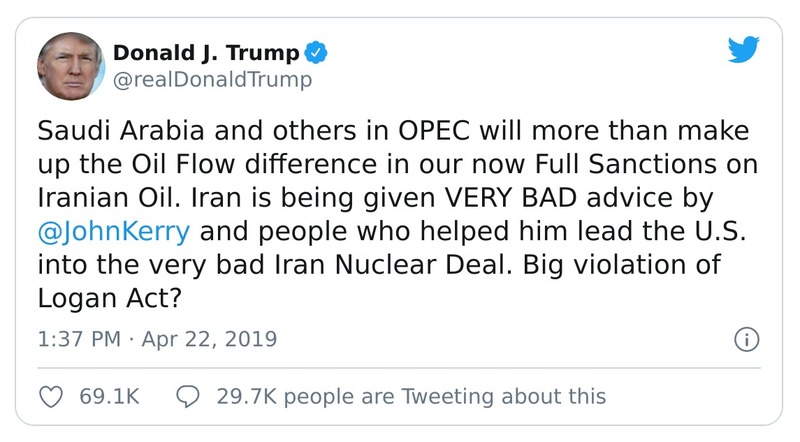 Donald J. Trump
@realDonaldTrump
Saudi Arabia and others in OPEC will more than make
up the Oil Flow difference in our now Full Sanctions on
Iranian Oil. Iran is being given VERY BAD advice by
@JohnKerry and people who helped him lead the U.S.
into the very bad Iran Nuclear Deal. Big violation of
Logan Act?
1:37 PM · Apr 22, 2019
69.1K 29.7K people are Tweeting about this